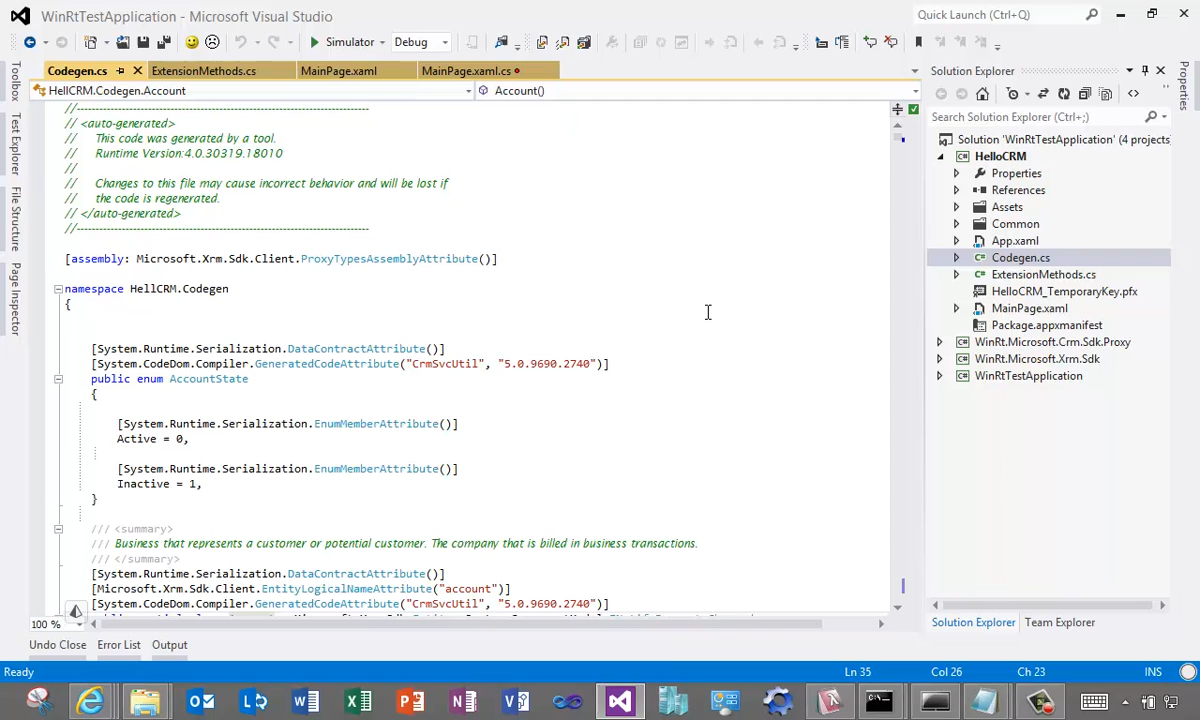 WinRtTestApplication - Microsoft Visual Studio
Quick Launch (Ctrl+Q)
Simulator
Debug
Codegen.cs
ExtensionMethods.cs
MainPage.xaml
MainPage.xaml.cs
HellCRM.Codegen.Account
Account()
//-----------------------------------------------------------
// <auto-generated>
//     This code was generated by a tool.
//     Runtime Version:4.0.30319.18010
//
//     Changes to this file may cause incorrect behavior and will be lost if
//     the code is regenerated.
// </auto-generated>
//-----------------------------------------------------------
[assembly: Microsoft.Xrm.Sdk.Client.ProxyTypesAssemblyAttribute()]
namespace HellCRM.Codegen
{
[System.Runtime.Serialization.DataContractAttribute()]
[System.CodeDom.Compiler.GeneratedCodeAttribute("CrmSvcUtil", "5.0.9690.2740")]
public enum AccountState
{
[System.Runtime.Serialization.EnumMemberAttribute()]
Active = 0,
[System.Runtime.Serialization.EnumMemberAttribute()]
Inactive = 1,
}
/// <summary>
/// Business that represents a customer or potential customer. The company that is billed in business transactions.
/// </summary>
[System.Runtime.Serialization.DataContractAttribute()]
[Microsoft.Xrm.Sdk.Client.EntityLogicalNameAttribute("account")]
[System.CodeDom.Compiler.GeneratedCodeAttribute("CrmSvcUtil", "5.0.9690.2740")]
100 %
Toolbox
Test Explorer
File Structure
Page Inspector
Solution Explorer
Search Solution Explorer (Ctrl+;)
Solution 'WinRtTestApplication' (4 projects
HelloCRM
Properties
References
Assets
Common
App.xaml
Codegen.cs
ExtensionMethods.cs
HelloCRM_TemporaryKey.pfx
MainPage.xaml
Package.appxmanifest
WinRt.Microsoft.Crm.Sdk.Proxy
WinRt.Microsoft.Xrm.Sdk
WinRtTestApplication
Solution Explorer
Team Explorer
Properties
Undo Close
Error List
Output
Ready
Ln 35
Col 26
Ch 23
INS